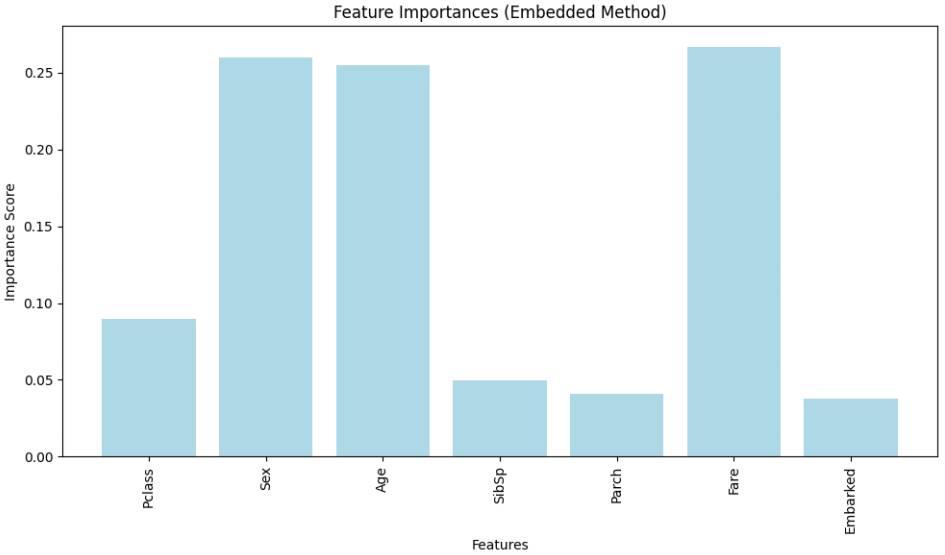 Feature Importances (Embedded Method)
Importance Score
0.25
0.20
0.15
0.10
0.05
0.00
Pclass
Sex
Age
SibSp
Parch
Fare
Embarked
Features